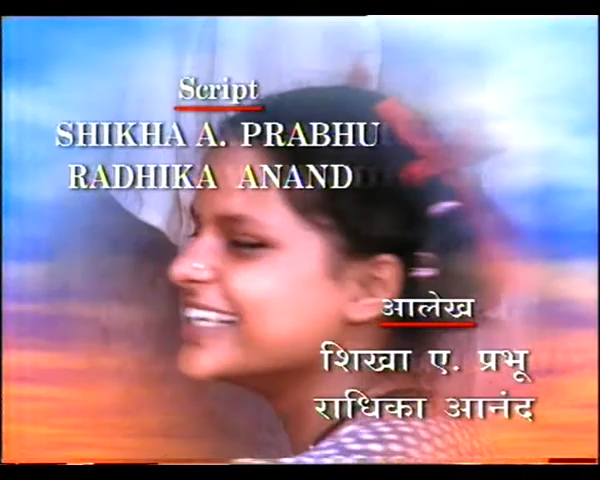 Script
SHIKHA A. PRABHU
RADHIKA ANAND
आलेख
शिखा ए. प्रभू
राधिका आनंद